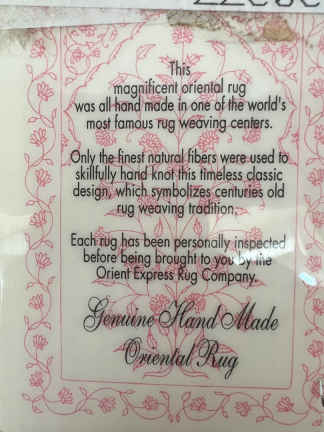 This
magnificent oriental rug
was all hand made in one of the world's
most famous rug weaving centers.
Only the finest natural fibers were used to
skillfully hand knot this timeless classic
design, which symbolizes centuries old
rug weaving tradition.
Each rug has been personally inspected
before being brought to you by the
Orient Express Rug Company.
Genuine Hand Made
Oriental Rug